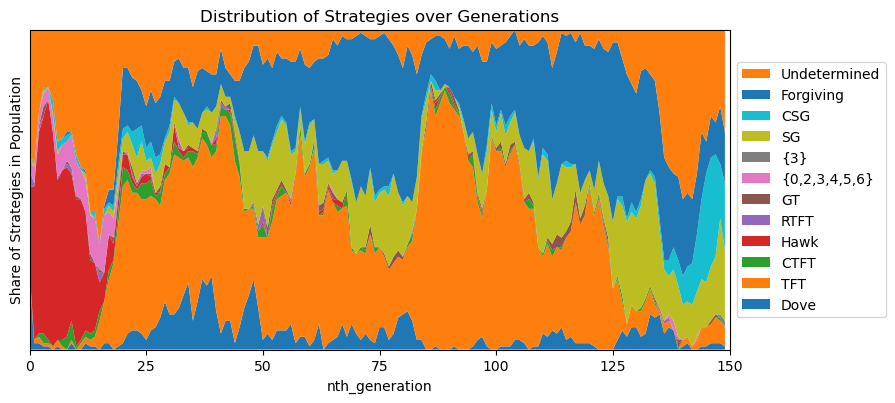 Distribution of Strategies over Generations
Share of Strategies in Population
0 25 50 75 100 125 150
nth_generation
Undetermined
Forgiving
CSG
SG
{3}
{0,2,3,4,5,6}
GT
RTFT
Hawk
CTFT
TFT
Dove